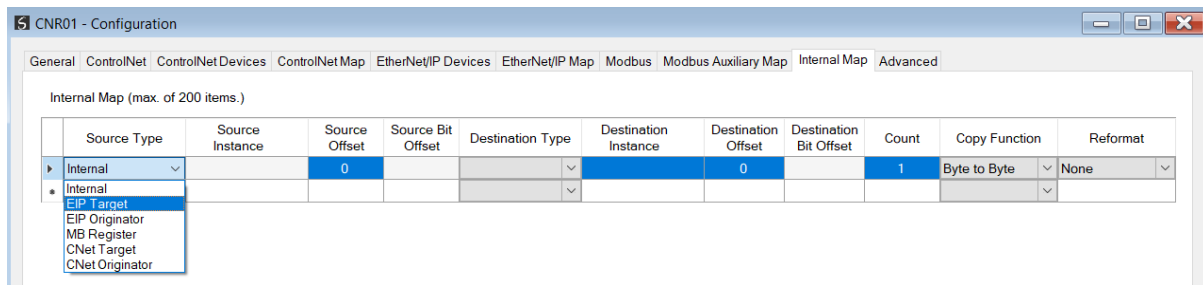 CNR01 - Configuration
General ControlNet ControlNet Devices ControlNet Map EtherNet/IP Devices EtherNet/IP Map Modbus Modbus Auxiliary Map Internal Map Advanced
Internal Map (max. of 200 items.)
Source Type Source Instance Source Offset Source Bit Offset Destination Type Destination Instance Destination Offset Destination Bit Offset Count Copy Function Reformat
Internal 0 0 1 Byte to Byte None
Internal
EIP Target
EIP Originator
MB Register
CNet Target
CNet Originator